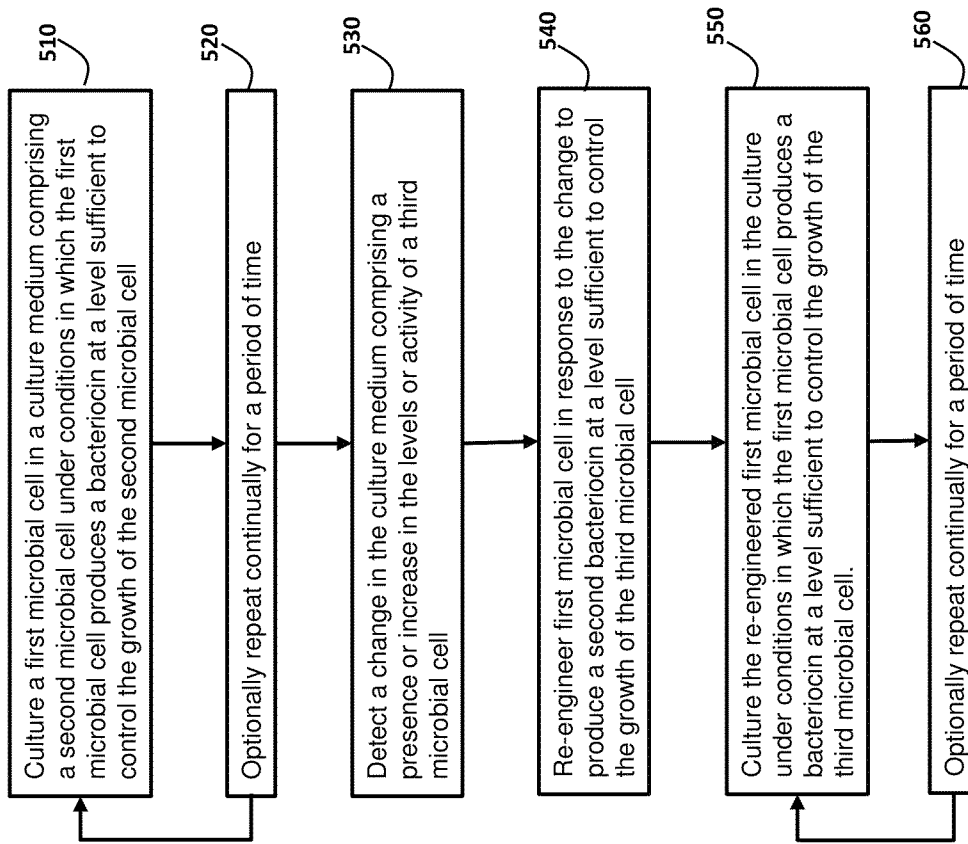 510
Culture a first microbial cell in a culture medium comprising
a second microbial cell under conditions in which the first
microbial cell produces a bacteriocin at a level sufficient to
control the growth of the second microbial cell
520
Optionally repeat continually for a period of time
530
Detect a change in the culture medium comprising a
presence or increase in the levels or activity of a third
microbial cell
540
Re-engineer first microbial cell in response to the change to
produce a second bacteriocin at a level sufficient to control
the growth of the third microbial cell
550
Culture the re-engineered first microbial cell in the culture
under conditions in which the first microbial cell produces a
bacteriocin at a level sufficient to control the growth of the
third microbial cell.
560
Optionally repeat continually for a period of time